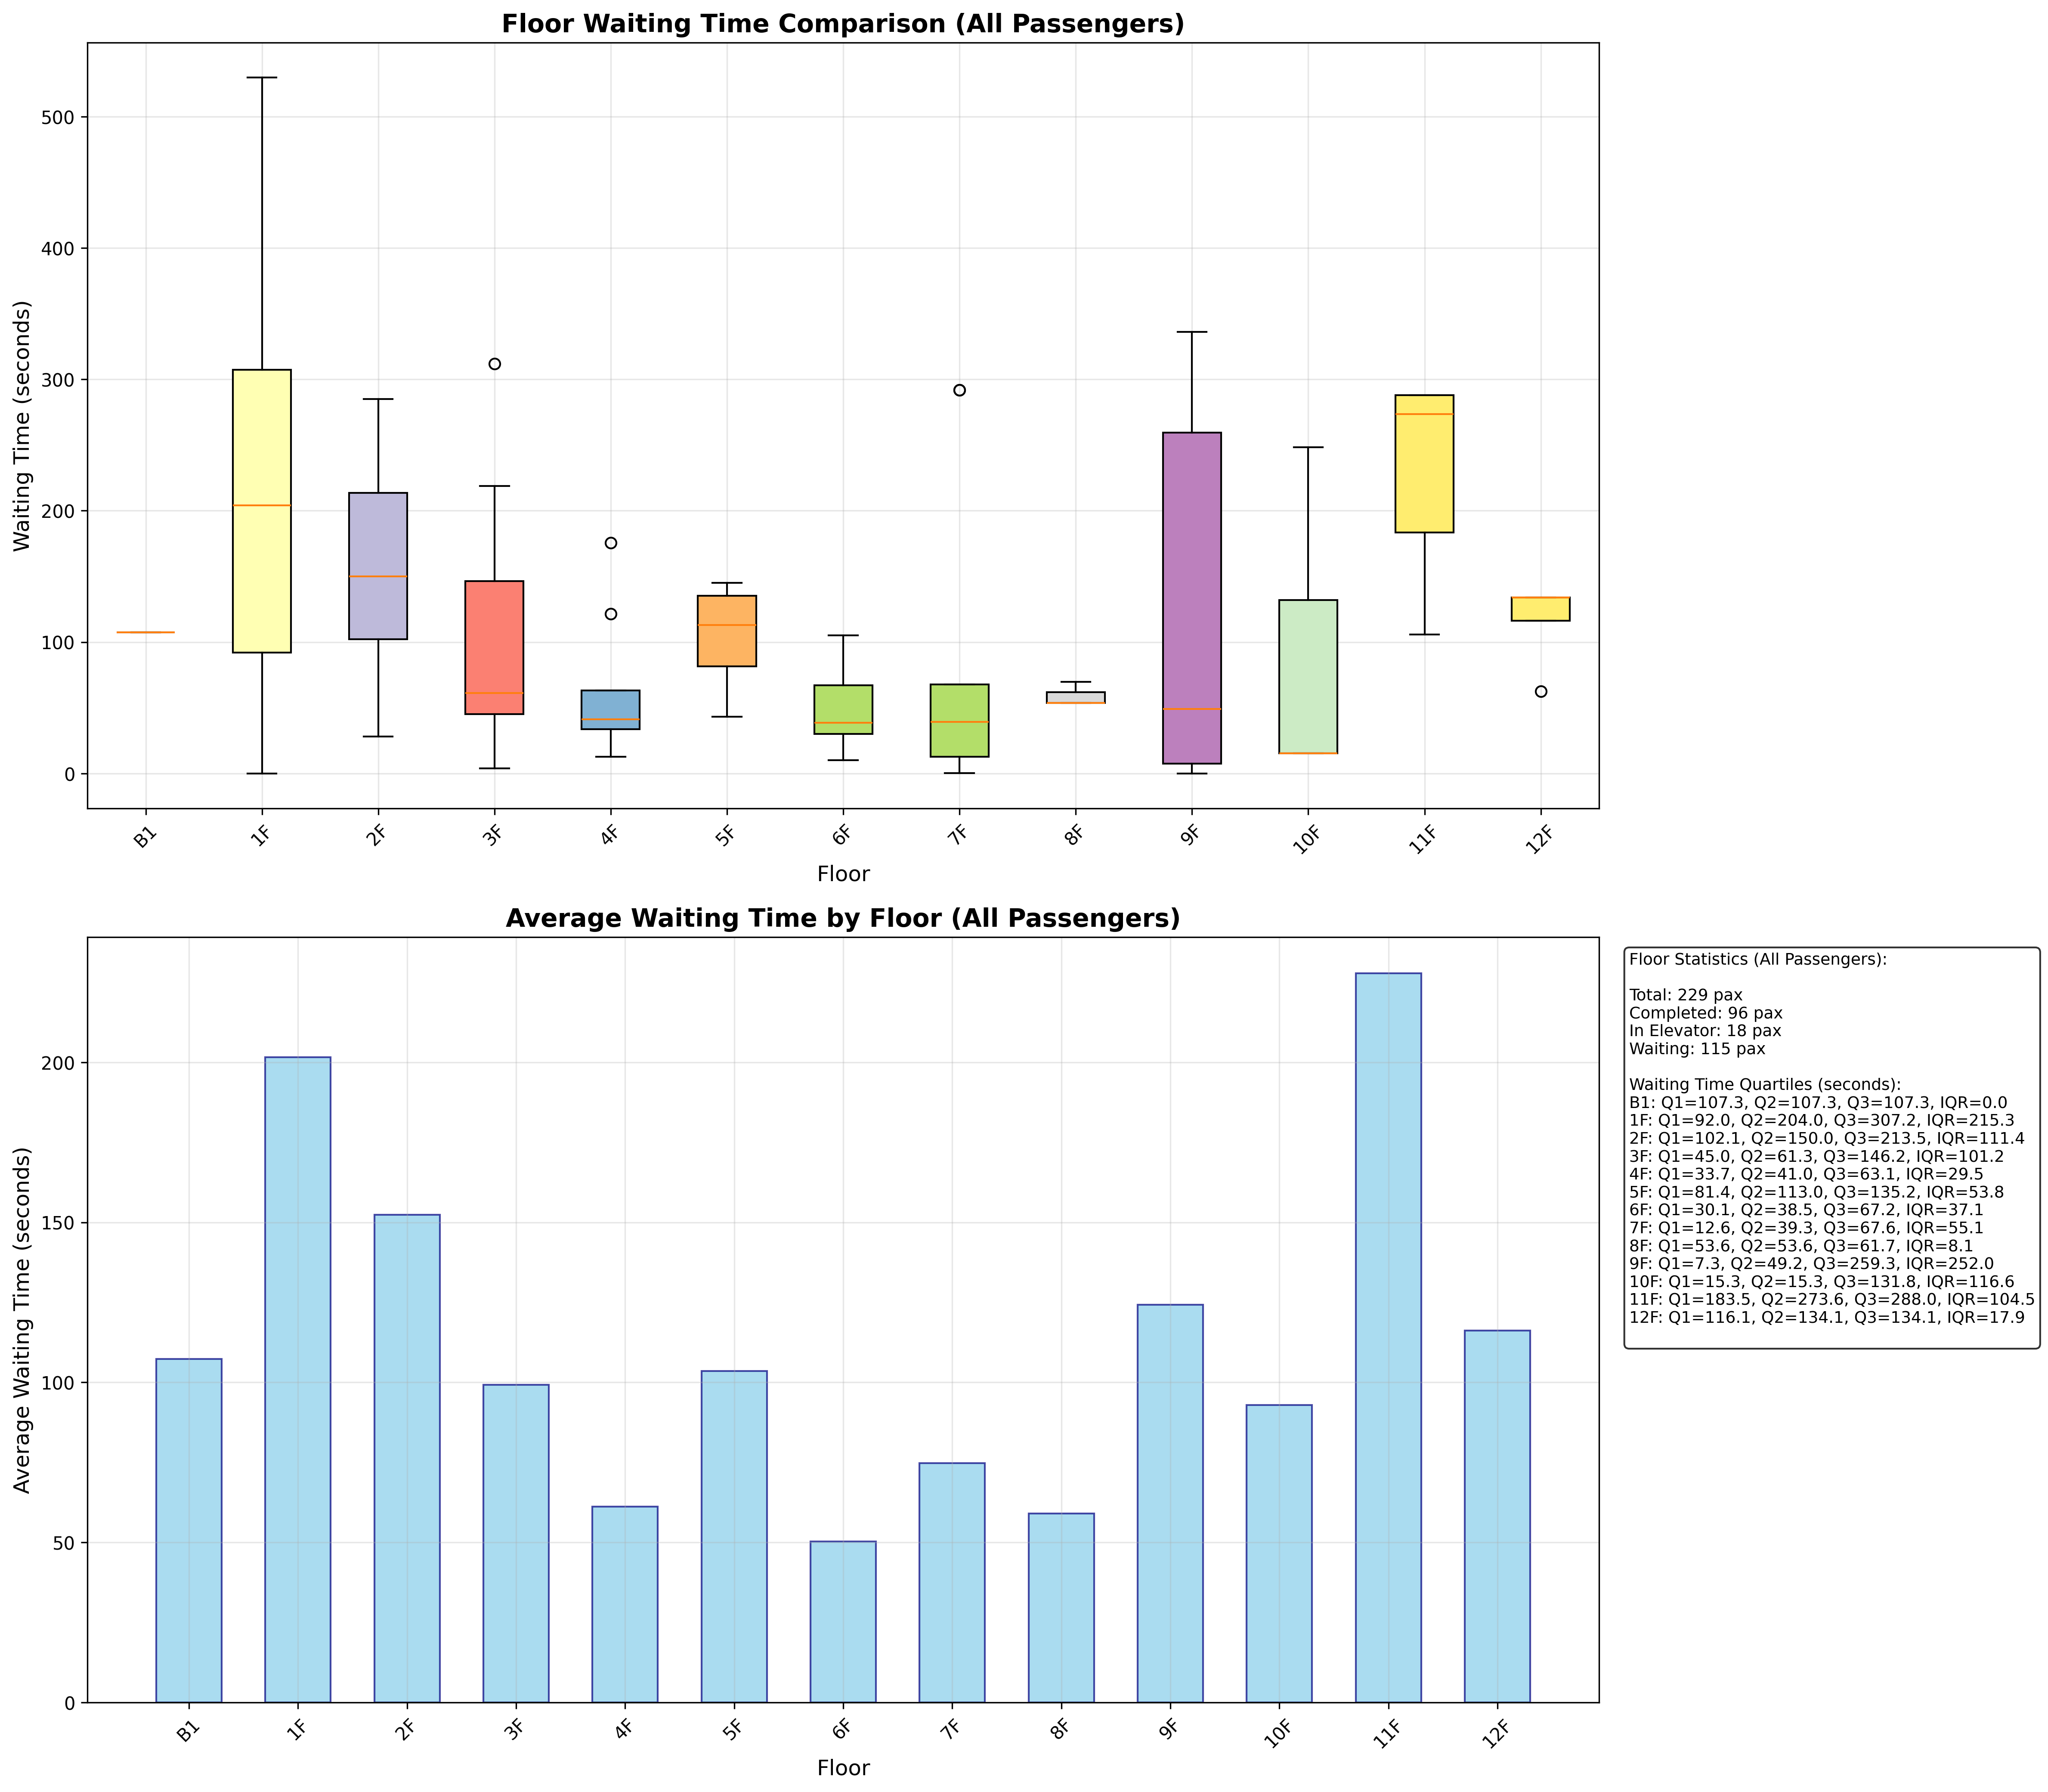 Floor Waiting Time Comparison (All Passengers)
Waiting Time (seconds)
500
400
300
200
100
0
B1 1F 2F 3F 4F 5F 6F 7F 8F 9F 10F 11F 12F
Floor
Average Waiting Time by Floor (All Passengers)
Average Waiting Time (seconds)
200
150
100
50
0
B1 1F 2F 3F 4F 5F 6F 7F 8F 9F 10F 11F 12F
Floor
Floor Statistics (All Passengers):
Total: 229 pax
Completed: 96 pax
In Elevator: 18 pax
Waiting: 115 pax
Waiting Time Quartiles (seconds):
B1: Q1=107.3, Q2=107.3, Q3=107.3, IQR=0.0
1F: Q1=92.0, Q2=204.0, Q3=307.2, IQR=215.3
2F: Q1=102.1, Q2=150.0, Q3=213.5, IQR=111.4
3F: Q1=45.0, Q2=61.3, Q3=146.2, IQR=101.2
4F: Q1=33.7, Q2=41.0, Q3=63.1, IQR=29.5
5F: Q1=81.4, Q2=113.0, Q3=135.2, IQR=53.8
6F: Q1=30.1, Q2=38.5, Q3=67.2, IQR=37.1
7F: Q1=12.6, Q2=39.3, Q3=67.6, IQR=55.1
8F: Q1=53.6, Q2=53.6, Q3=61.7, IQR=8.1
9F: Q1=7.3, Q2=49.2, Q3=259.3, IQR=252.0
10F: Q1=15.3, Q2=15.3, Q3=131.8, IQR=116.6
11F: Q1=183.5, Q2=273.6, Q3=288.0, IQR=104.5
12F: Q1=116.1, Q2=134.1, Q3=134.1, IQR=17.9